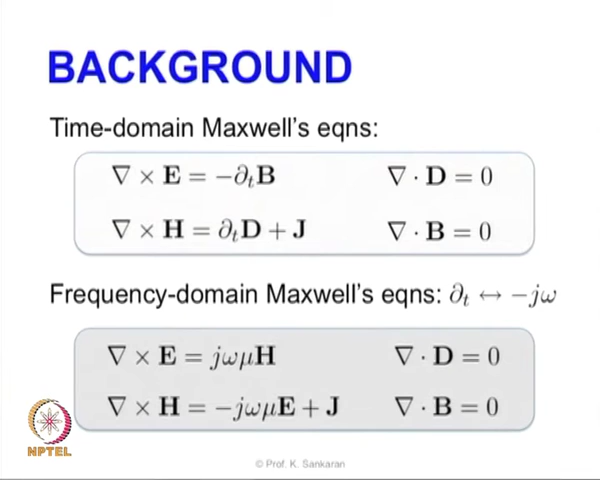 BACKGROUND
Time-domain Maxwell's eqns:
∇ × E = −∂ₜB ∇ · D = 0
∇ × H = ∂ₜD + J ∇ · B = 0
Frequency-domain Maxwell's eqns: ∂ₜ ↔ −jω
∇ × E = jωμH ∇ · D = 0
∇ × H = −jωμE + J ∇ · B = 0
NPTEL
© Prof. K. Sankaran